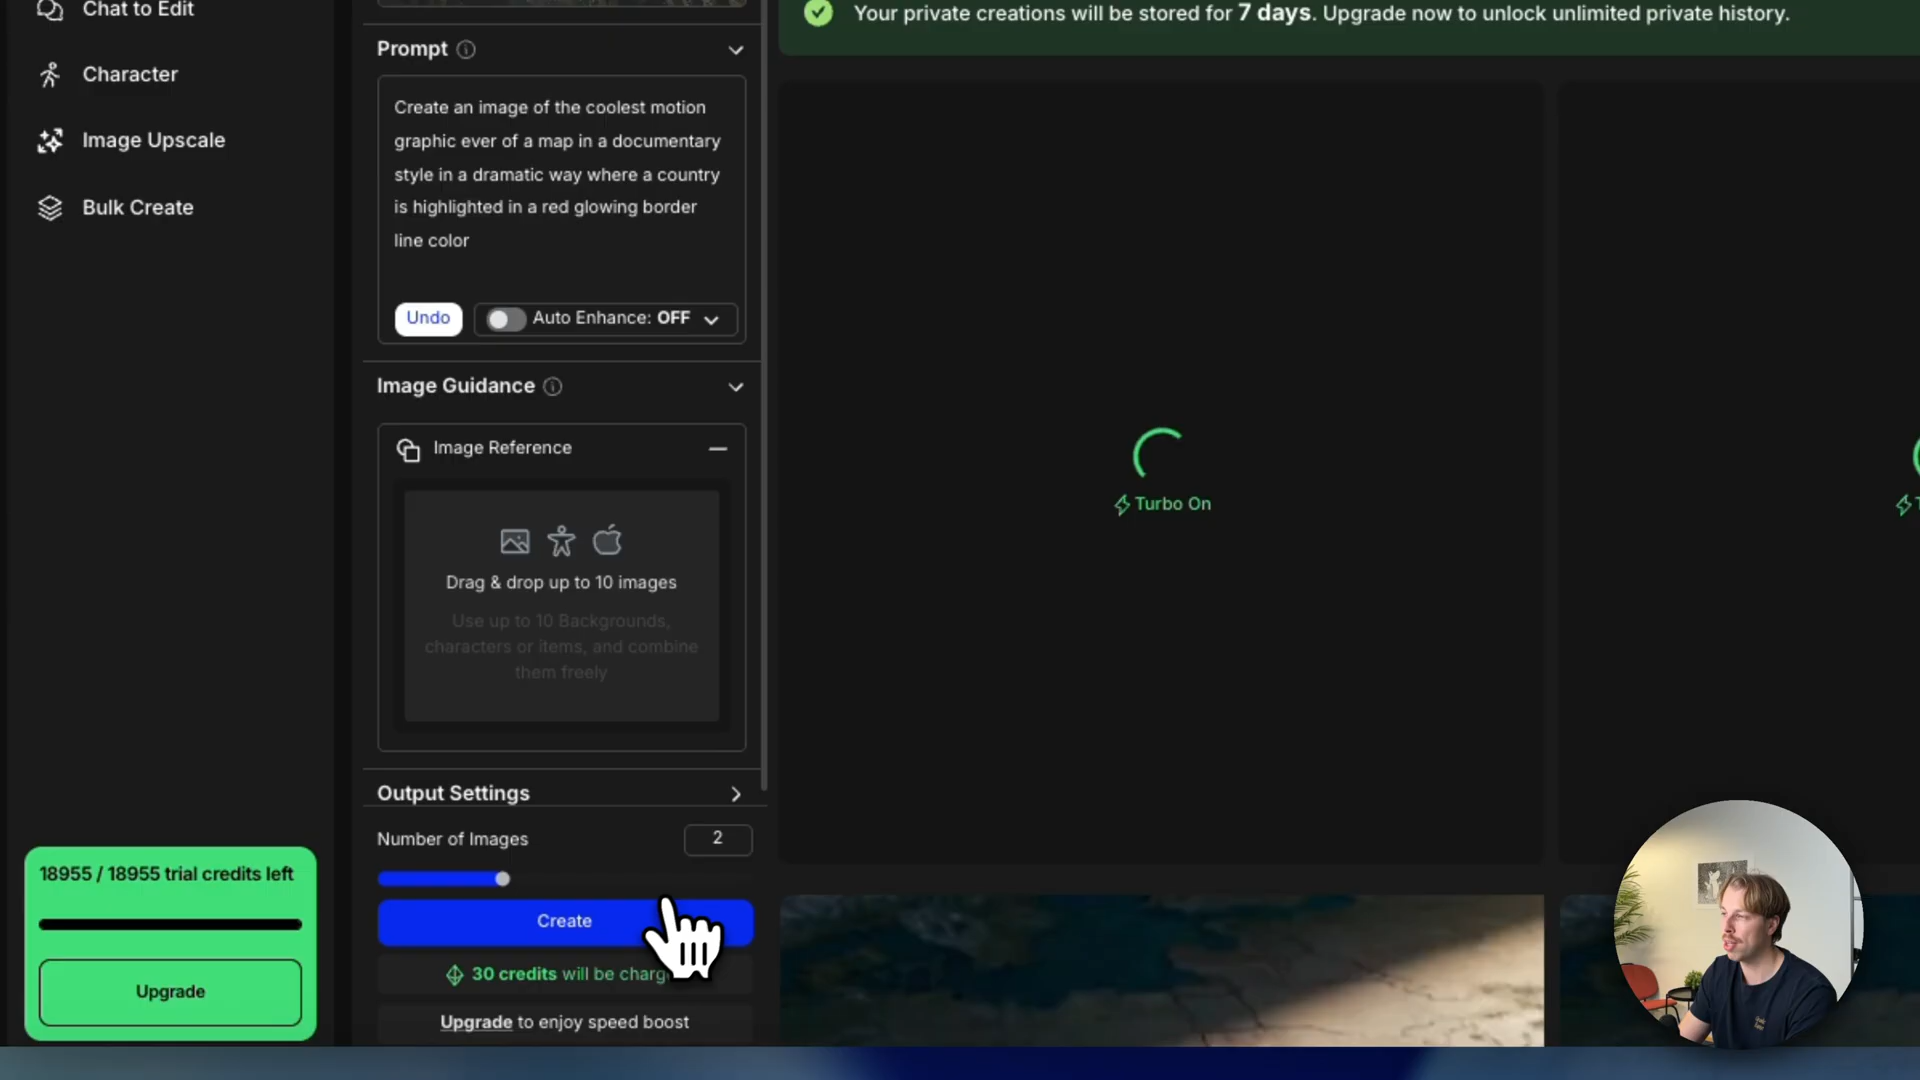 Chat to Edit
Character
Image Upscale
Bulk Create
18955 / 18955 trial credits left
Upgrade
Prompt
Create an image of the coolest motion
graphic ever of a map in a documentary
style in a dramatic way where a country
is highlighted in a red glowing border
line color
Undo
Auto Enhance: OFF
Image Guidance
Image Reference
Drag & drop up to 10 images
Use up to 10 Backgrounds,
characters or items, and combine
them freely
Output Settings
Number of Images
2
Create
30 credits will be charg
Upgrade to enjoy speed boost
Your private creations will be stored for 7 days. Upgrade now to unlock unlimited private history.
Turbo On